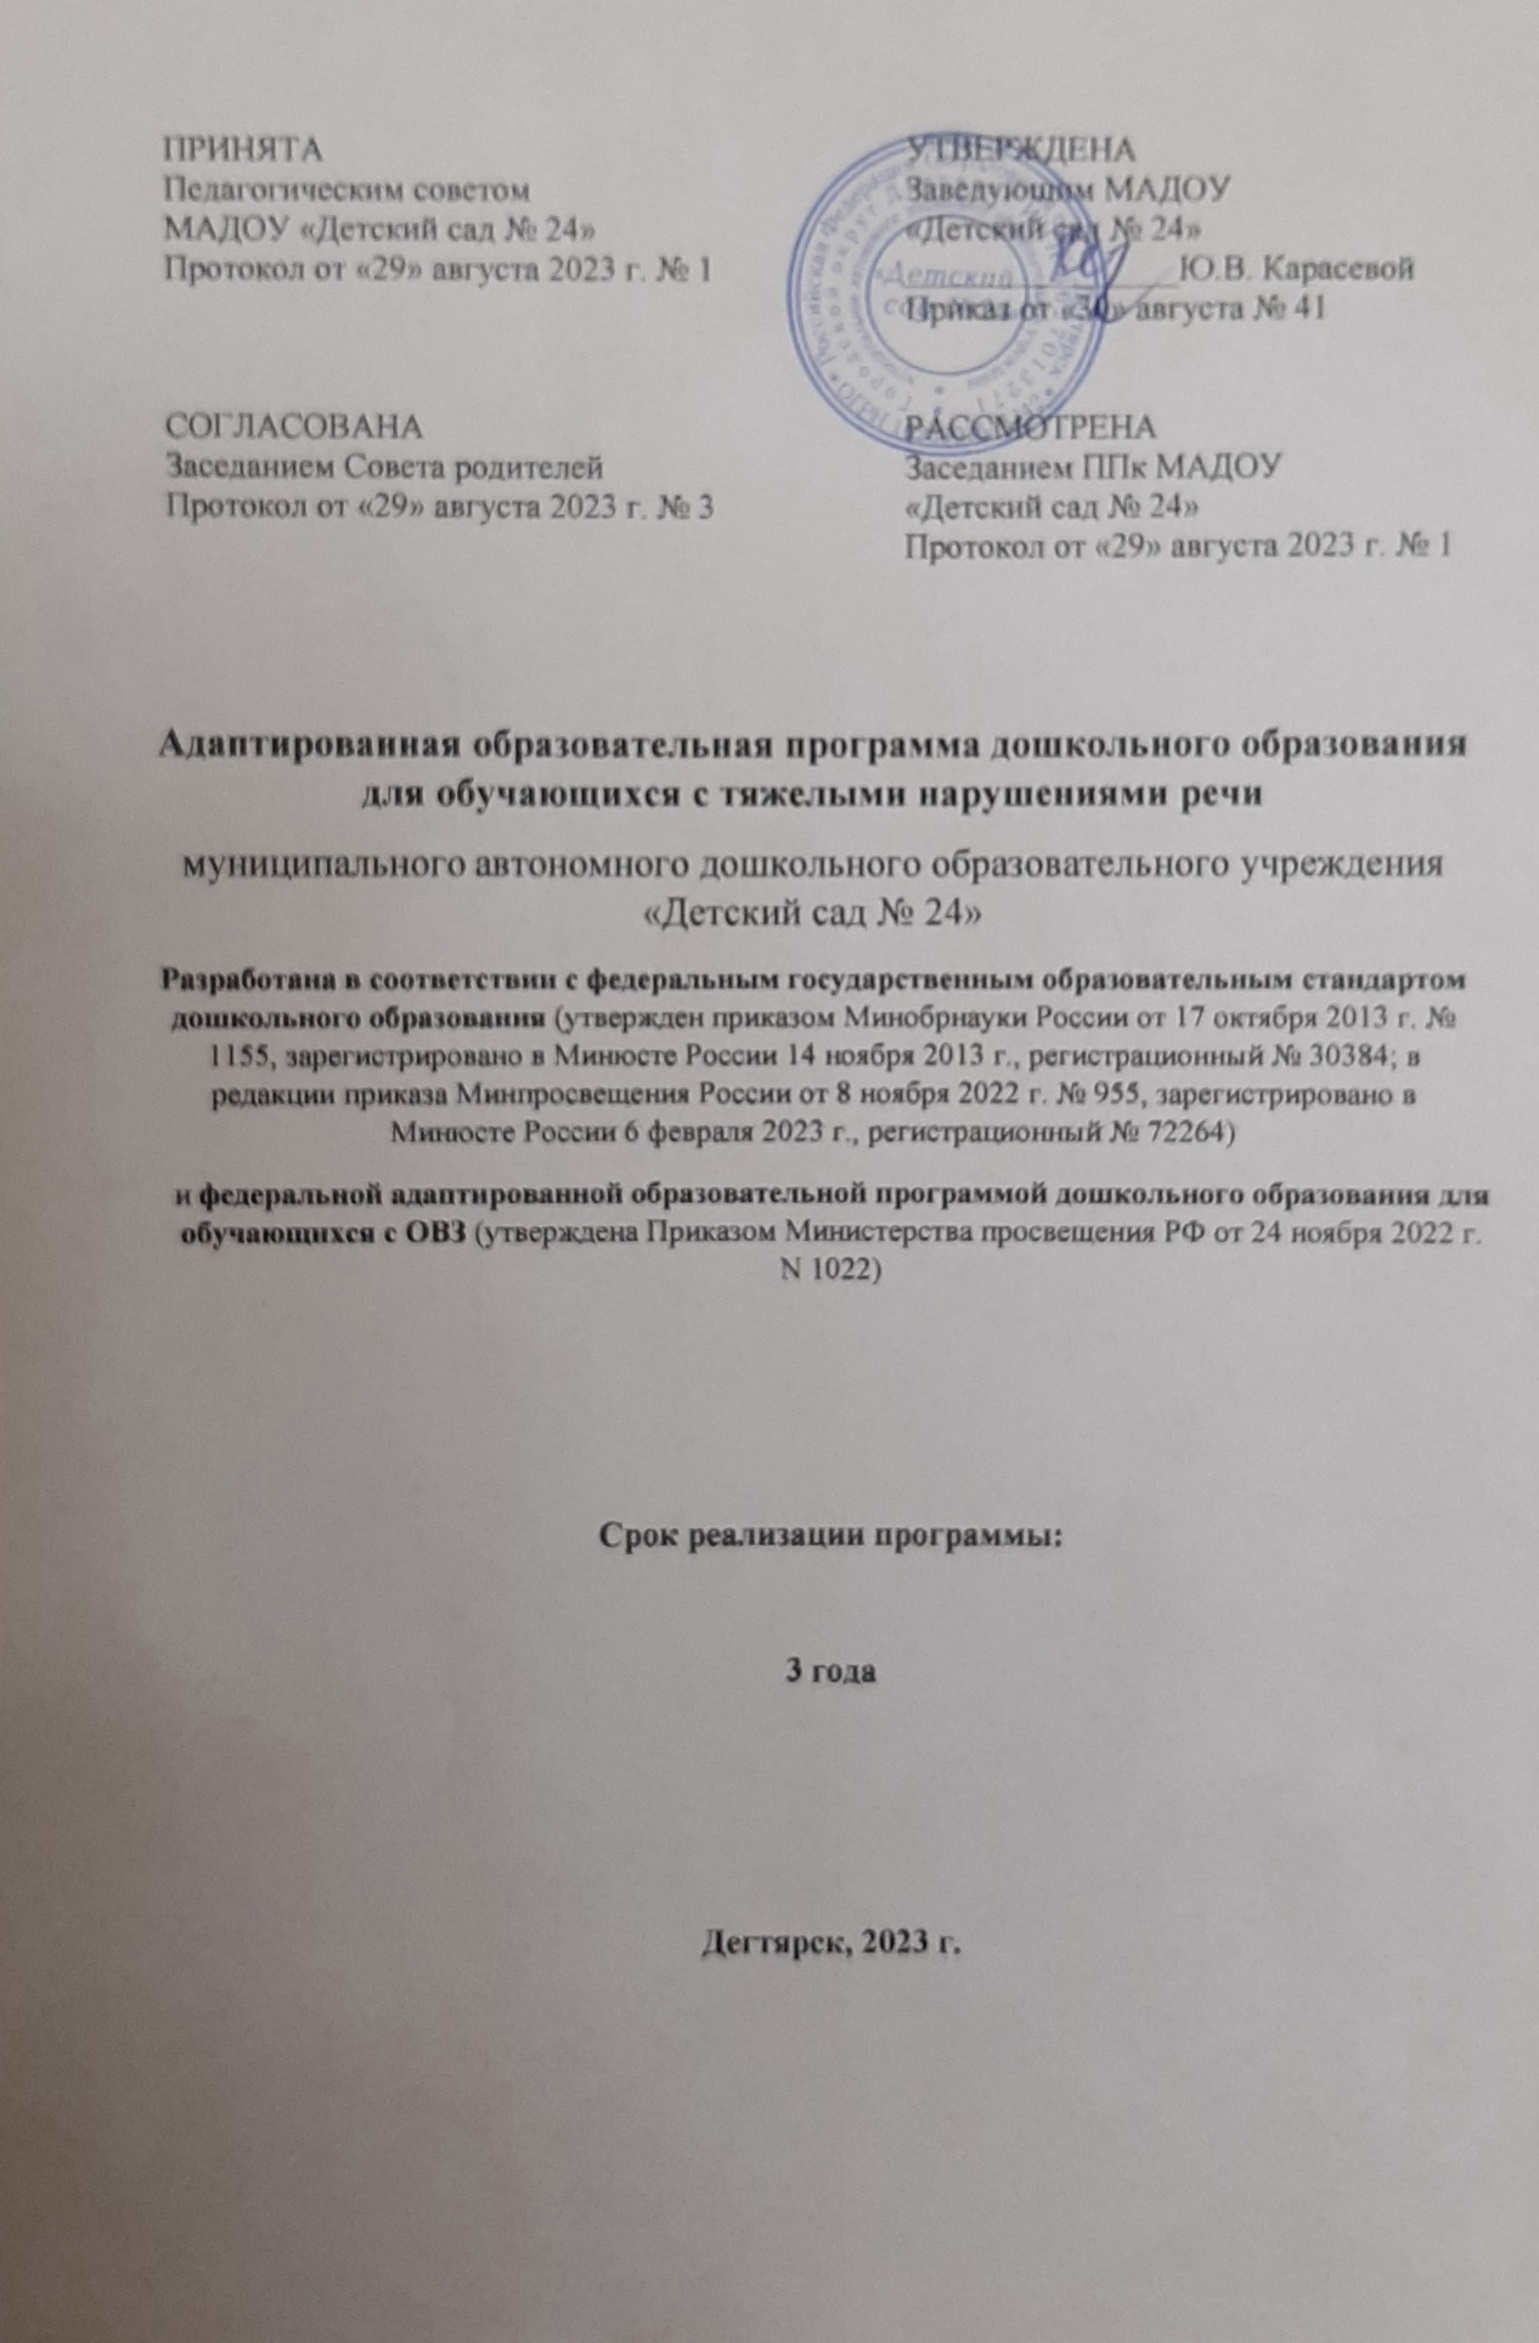 ПРИНЯТА
Педагогическим советом
МАДОУ «Детский сад № 24»
Протокол от «29» августа 2023 г. № 1
УТВЕРЖДЕНА
Заведующим МАДОУ
«Детский сад № 24»
Ю.В. Карасевой
Приказ от «30» августа № 41
«Детский
СОГЛАСОВАНА
Заседанием Совета родителей
Протокол от «29» августа 2023 г. № 3
РАССМОТРЕНА
Заседанием ППк МАДОУ
«Детский сад № 24»
Протокол от «29» августа 2023 г. № 1
Адаптированная образовательная программа дошкольного образования
для обучающихся с тяжелыми нарушениями речи
муниципального автономного дошкольного образовательного учреждения
«Детский сад № 24»
Разработана в соответствии с федеральным государственным образовательным стандартом
дошкольного образования (утвержден приказом Минобрнауки России от 17 октября 2013 г. №
1155, зарегистрировано в Минюсте России 14 ноября 2013 г., регистрационный № 30384; в
редакции приказа Минпросвещения России от 8 ноября 2022 г. № 955, зарегистрировано в
Минюсте России 6 февраля 2023 г., регистрационный № 72264)
и федеральной адаптированной образовательной программой дошкольного образования для
обучающихся с ОВЗ (утверждена Приказом Министерства просвещения РФ от 24 ноября 2022 г.
N 1022)
Срок реализации программы:
3 года
Дегтярск, 2023 г.